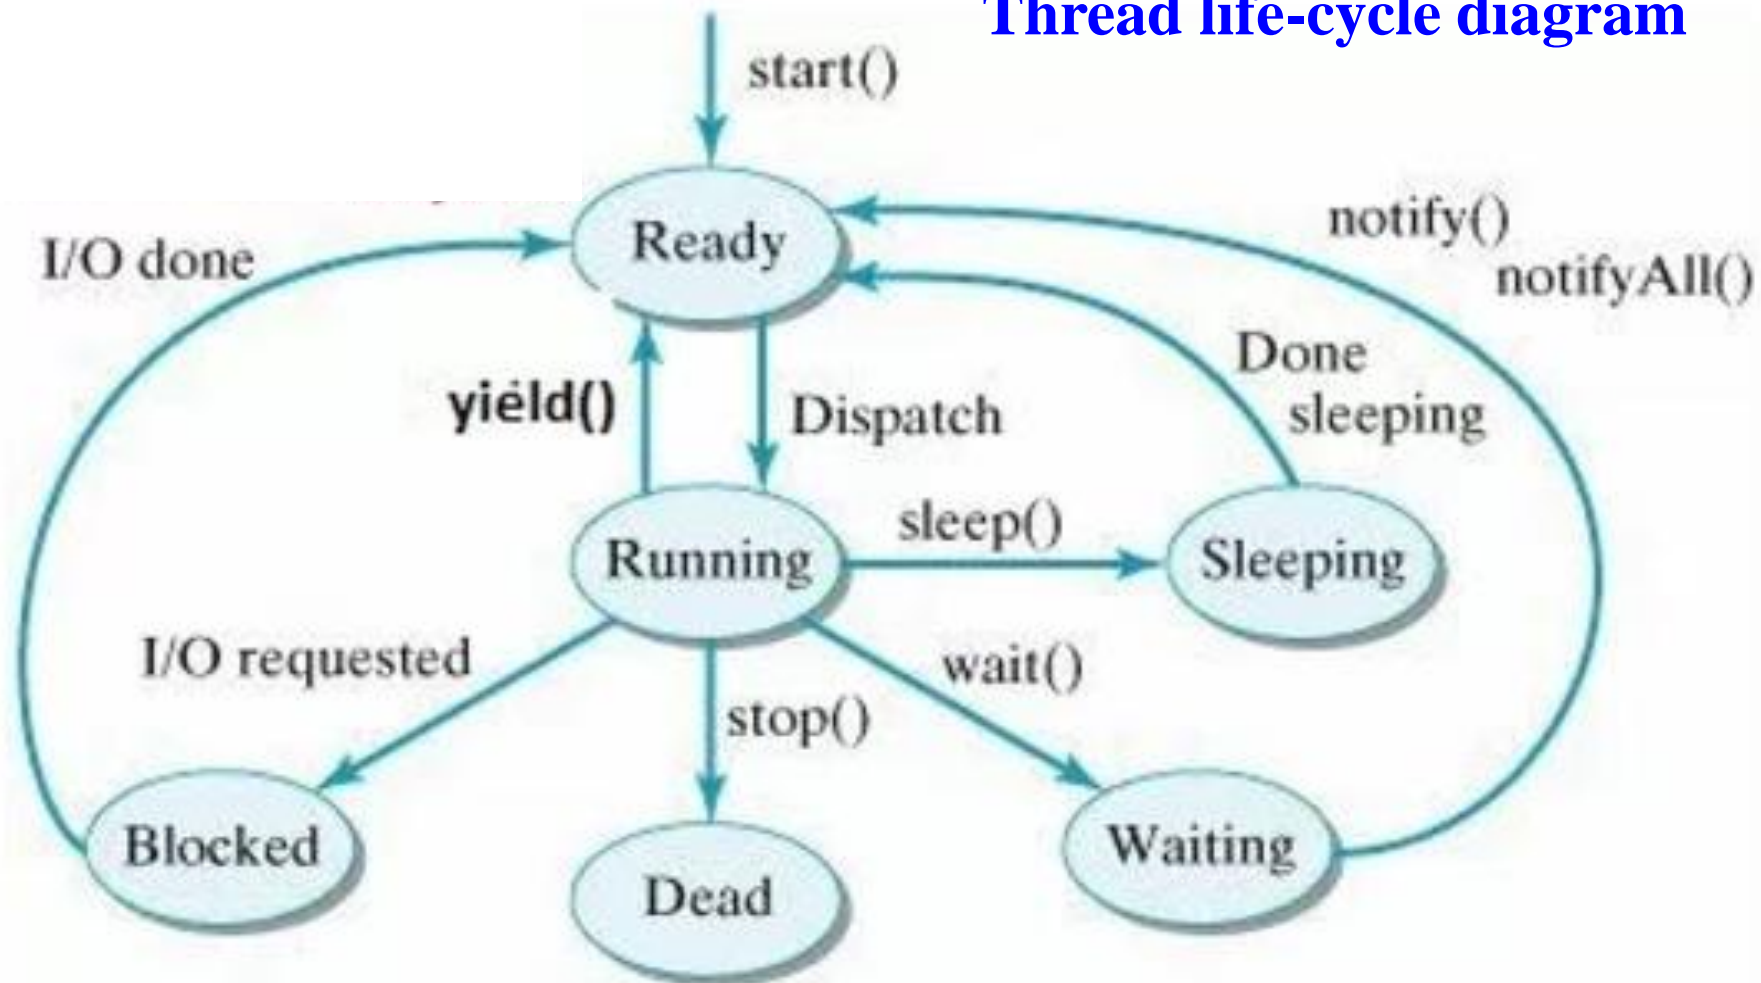 Thread life-cycle diagram
start()
Ready
I/O done
notify()
notifyAll()
Done
sleeping
yield()
Dispatch
Running
sleep()
Sleeping
I/O requested
stop()
wait()
Blocked
Dead
Waiting